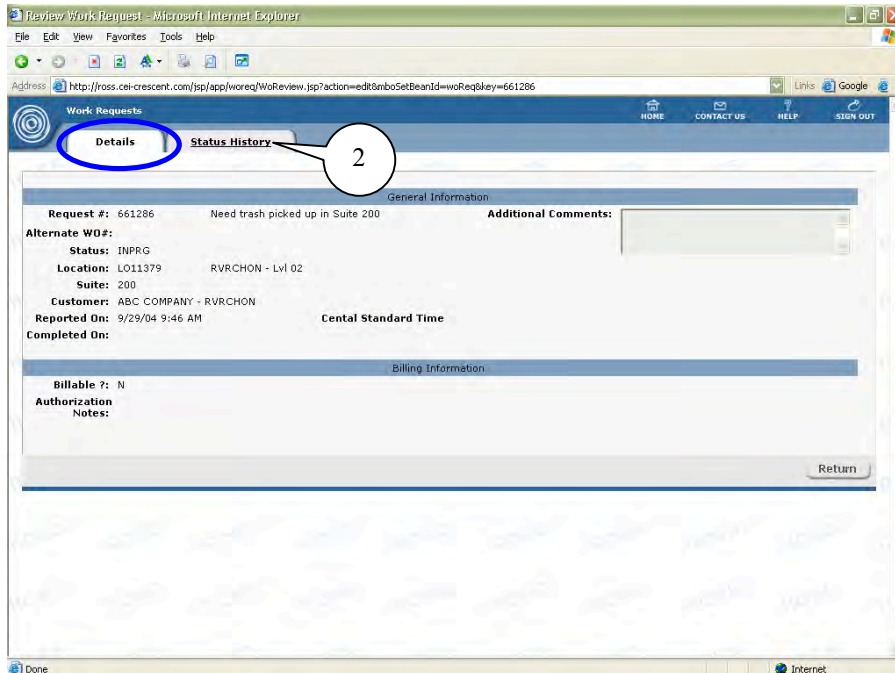 Review Work Request - Microsoft Internet Explorer
File Edit View Favorites Tools Help
Address http://ross.cei-crescent.com/jsp/app/woreq/WoReview.jsp?action=edit&mboSetBeanId=woReq&key=661286 Links Google
Work Requests HOME CONTACT US HELP SIGN OUT
Details Status History 2
General Information
Request #: 661286 Need trash picked up in Suite 200 Additional Comments:
Alternate WO#:
Status: INPRG
Location: LO11379 RVRCHON - Lvl 02
Suite: 200
Customer: ABC COMPANY - RVRCHON
Reported On: 9/29/04 9:46 AM Cental Standard Time
Completed On:
Billing Information
Billable ?: N
Authorization
Notes:
Return
Done Internet